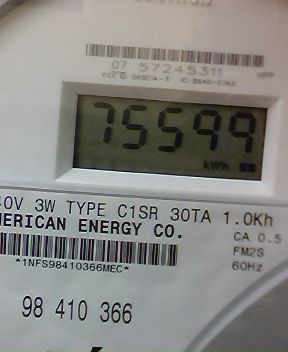 07 57245311
75599
kWh
40V 3W TYPE C1SR 30TA 1.0Kh
MERICAN ENERGY CO.
CA 0.5
FM2S
60Hz
*1NFS98410366MEC*
98 410 366